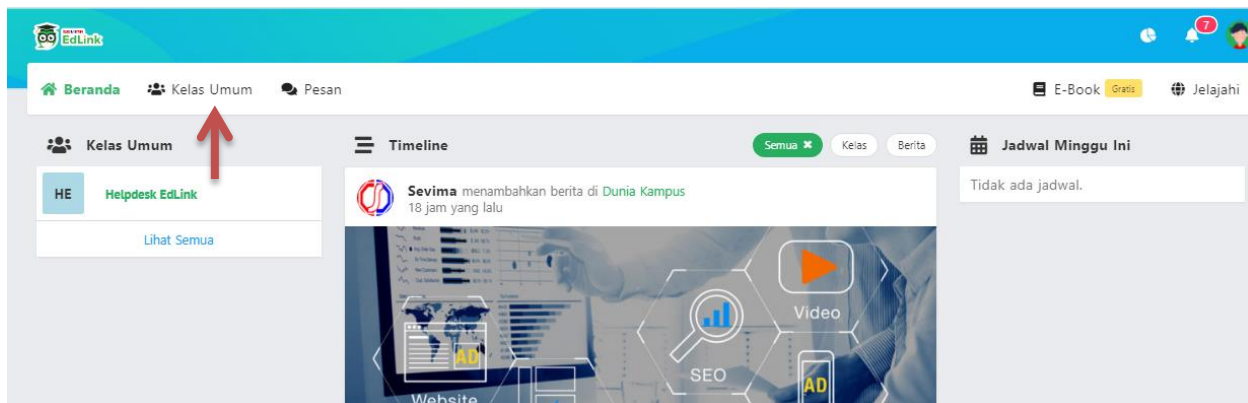 SEVIMA
EdLink
7
Beranda
Kelas Umum
Pesan
E-Book Gratis
Jelajahi
Kelas Umum
HE
Helpdesk EdLink
Lihat Semua
Timeline
Semua ✖
Kelas
Berita
Sevima menambahkan berita di Dunia Kampus
18 jam yang lalu
Video
SEO
AD
AD
Website
Jadwal Minggu Ini
Tidak ada jadwal.